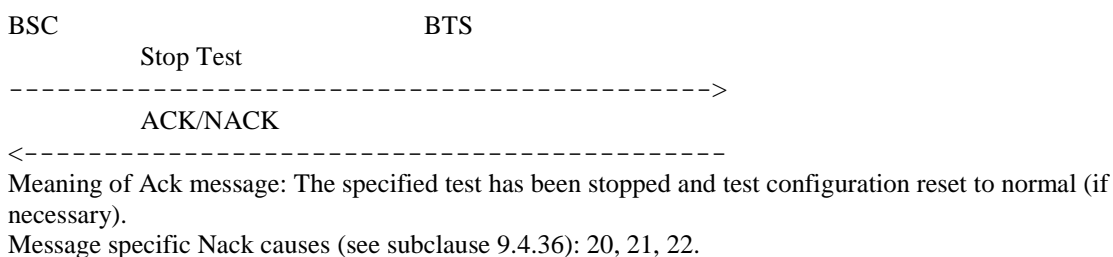 BSC BTS
Stop Test
-------------------------------------------->
ACK/NACK
<--------------------------------------------
Meaning of Ack message: The specified test has been stopped and test configuration reset to normal (if
necessary).
Message specific Nack causes (see subclause 9.4.36): 20, 21, 22.